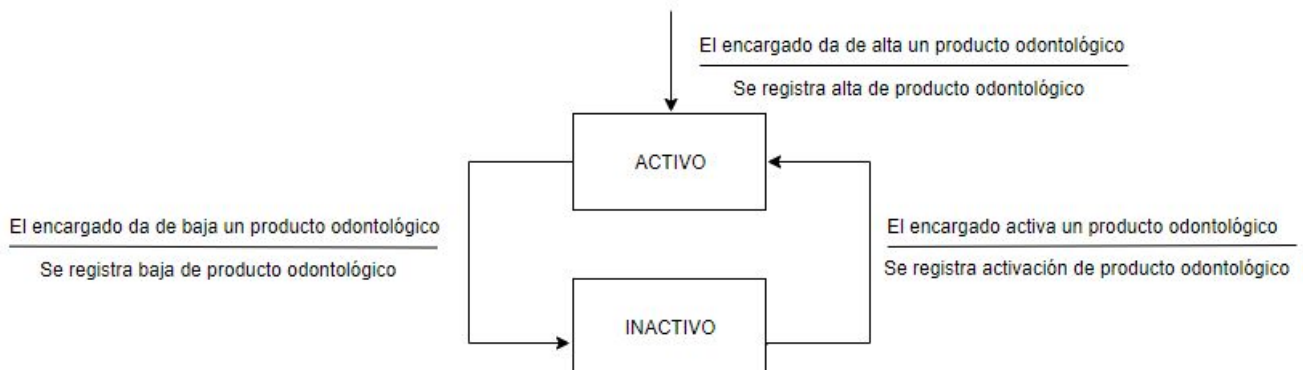 El encargado da de alta un producto odontológico
Se registra alta de producto odontológico
ACTIVO
El encargado da de baja un producto odontológico
Se registra baja de producto odontológico
El encargado activa un producto odontológico
Se registra activación de producto odontológico
INACTIVO